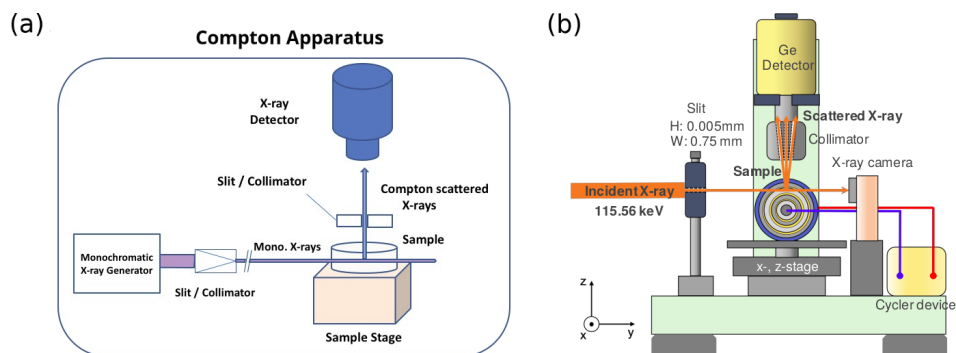 (a)
Compton Apparatus
X-ray
Detector
Slit / Collimator
Compton scattered
X-rays
Sample
Mono. X-rays
Monochromatic
X-ray Generator
Slit / Collimator
Sample Stage
(b)
Ge
Detector
Slit
H: 0.005mm
W: 0.75 mm
Scattered X-ray
Collimator
X-ray camera
Sample
Incident X-ray
115.56 keV
x-, z-stage
Cycler device
z
x
y